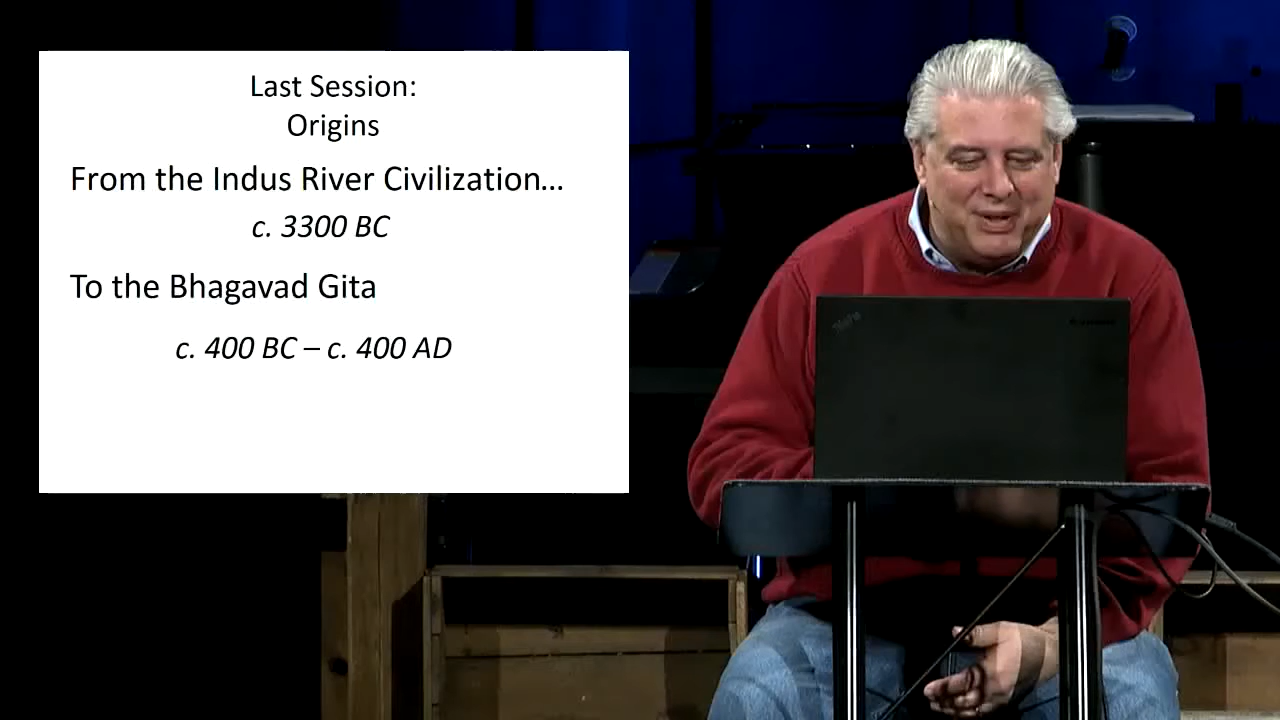 Last Session:
Origins
From the Indus River Civilization…
c. 3300 BC
To the Bhagavad Gita
c. 400 BC – c. 400 AD